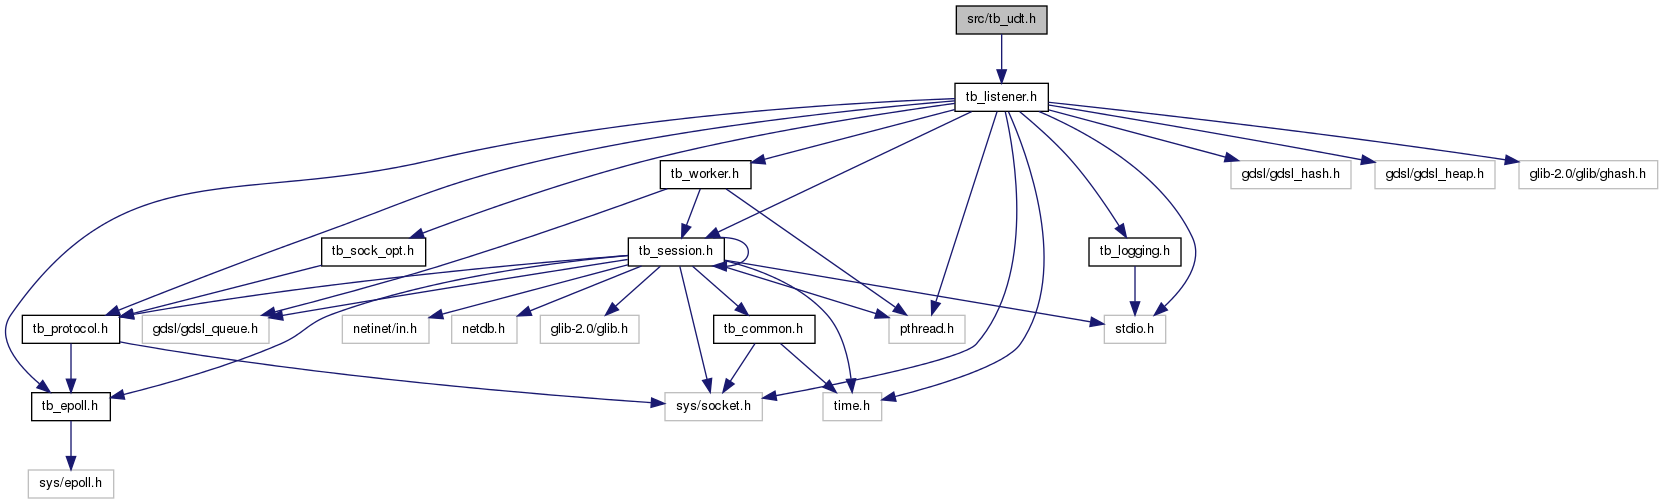 src/tb_udt.h
tb_listener.h
tb_worker.h
gdsl/gdsl_hash.h
gdsl/gdsl_heap.h
glib-2.0/glib/ghash.h
tb_sock_opt.h
tb_session.h
tb_logging.h
tb_protocol.h
gdsl/gdsl_queue.h
netinet/in.h
netdb.h
glib-2.0/glib.h
tb_common.h
pthread.h
stdio.h
tb_epoll.h
sys/socket.h
time.h
sys/epoll.h